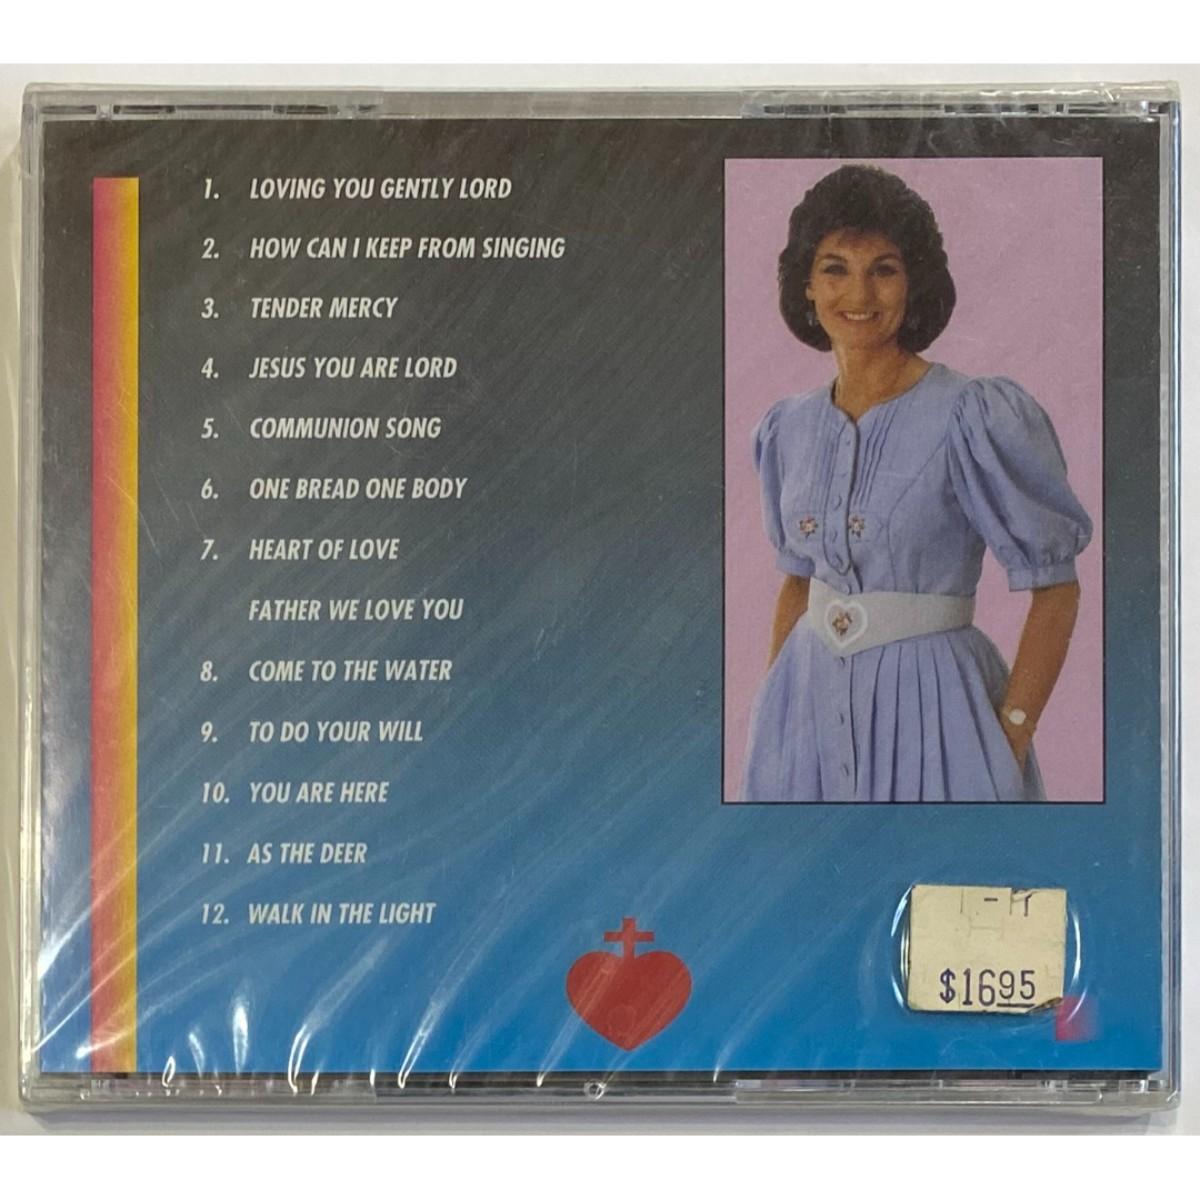 1. LOVING YOU GENTLY LORD
2. HOW CAN I KEEP FROM SINGING
3. TENDER MERCY
4. JESUS YOU ARE LORD
5. COMMUNION SONG
6. ONE BREAD ONE BODY
7. HEART OF LOVE
FATHER WE LOVE YOU
8. COME TO THE WATER
9. TO DO YOUR WILL
10. YOU ARE HERE
11. AS THE DEER
12. WALK IN THE LIGHT
$1695